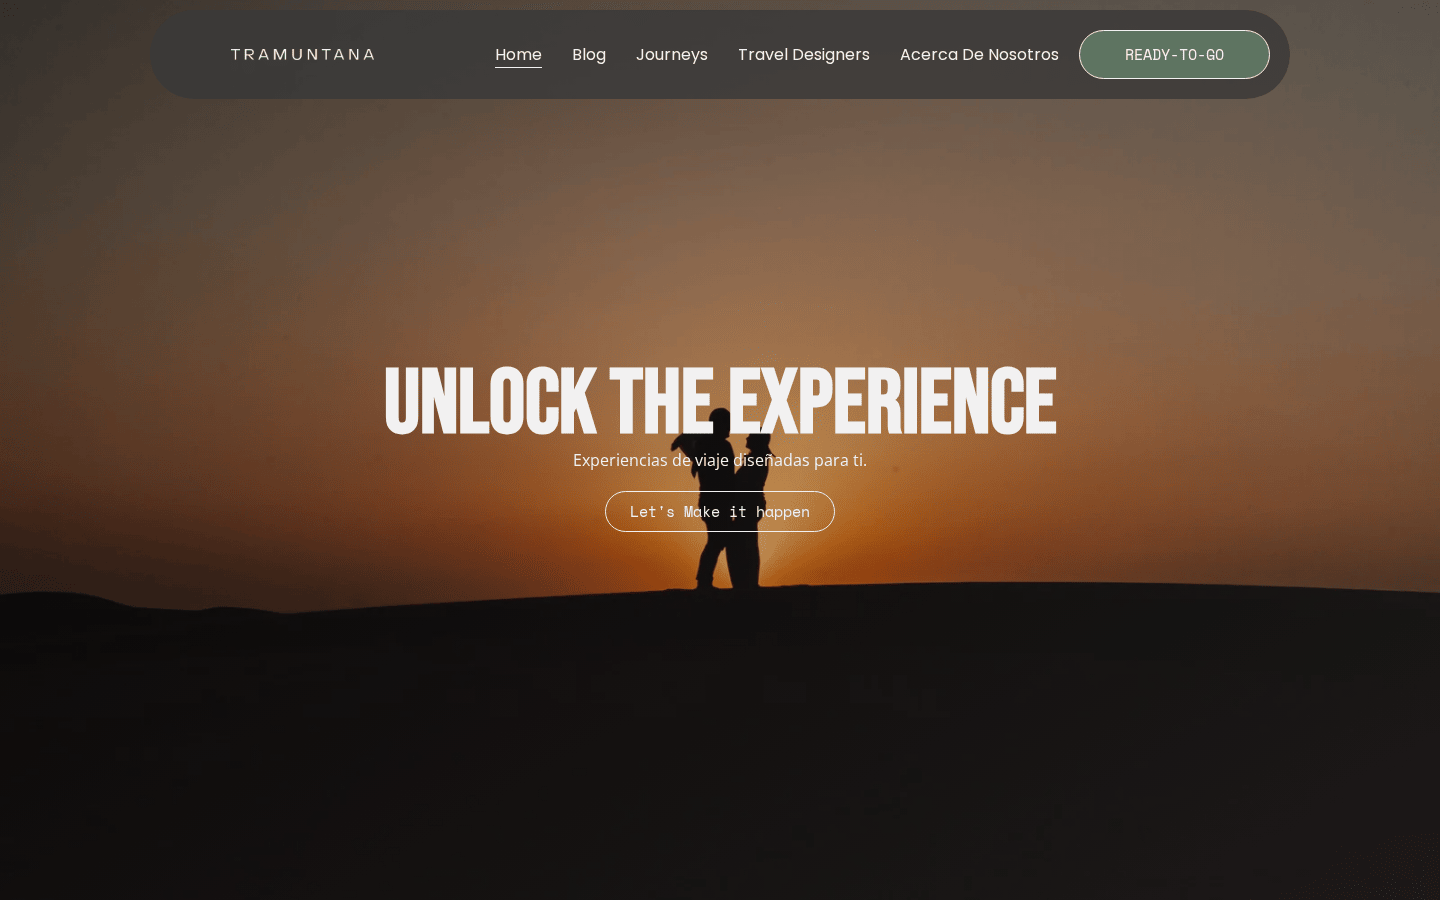 TRAMUNTANA
Home
Blog
Journeys
Travel Designers
Acerca De Nosotros
READY-TO-GO
UNLOCK THE EXPERIENCE
Experiencias de viaje diseñadas para ti.
Let's Make it happen